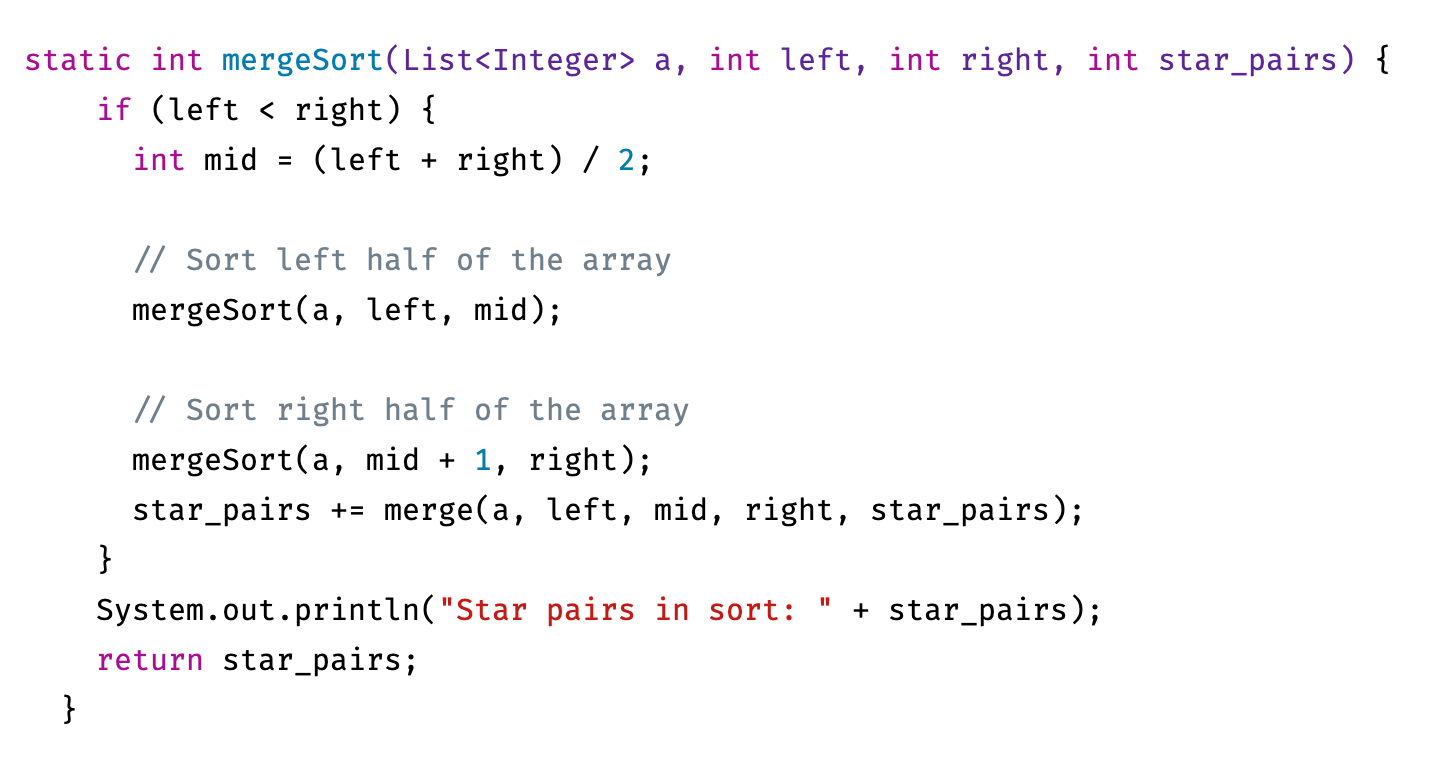 static int mergeSort(List<Integer> a, int left, int right, int star_pairs) {
if (left < right) {
int mid = (left + right) / 2;
// Sort left half of the array
mergeSort(a, left, mid);
// Sort right half of the array
mergeSort(a, mid + 1, right);
star_pairs += merge(a, left, mid, right, star_pairs);
}
System.out.println("Star pairs in sort: " + star_pairs);
return star_pairs;
}